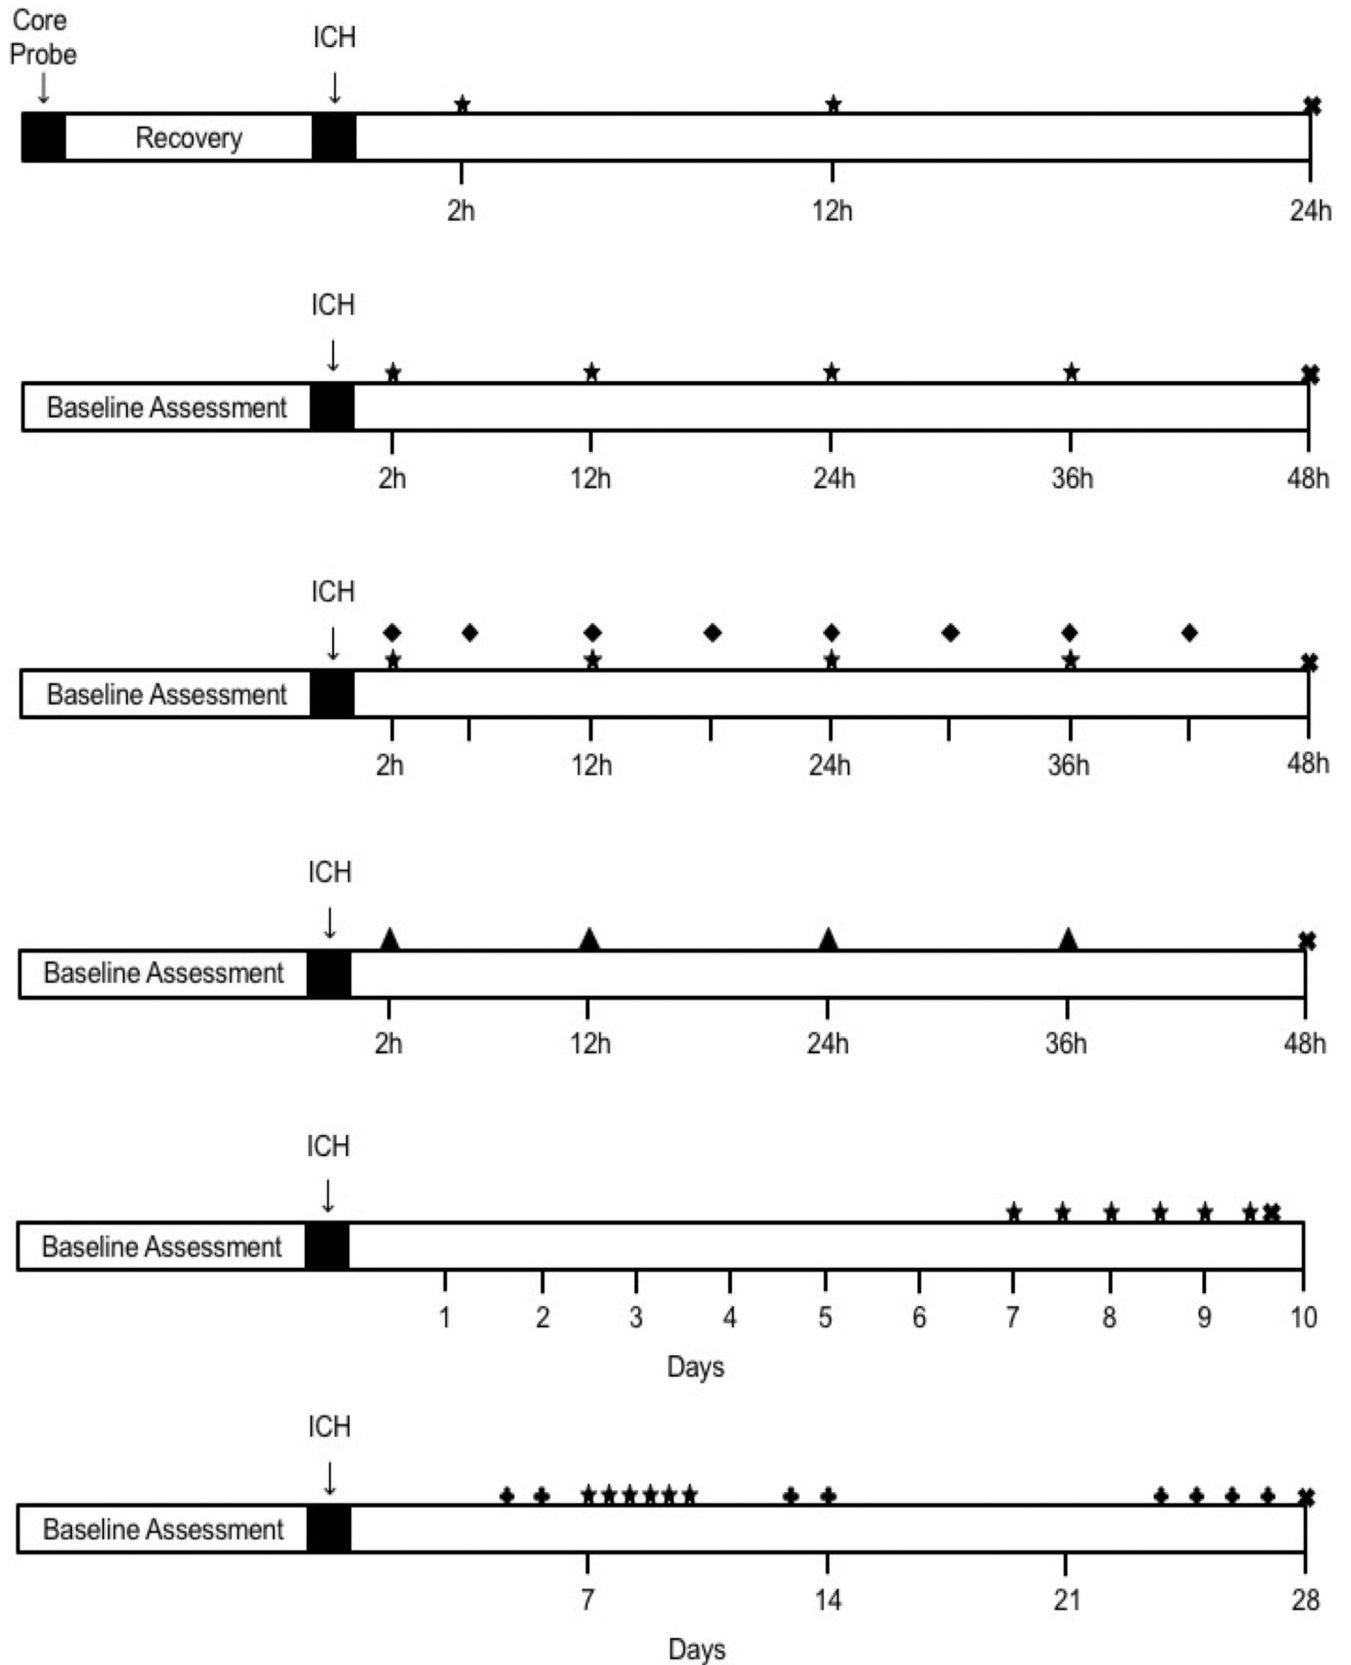 Core
Probe
ICH
Recovery
2h 12h 24h
ICH
Baseline Assessment
2h 12h 24h 36h 48h
ICH
Baseline Assessment
2h 12h 24h 36h 48h
ICH
Baseline Assessment
2h 12h 24h 36h 48h
ICH
Baseline Assessment
1 2 3 4 5 6 7 8 9 10
Days
ICH
Baseline Assessment
7 14 21 28
Days